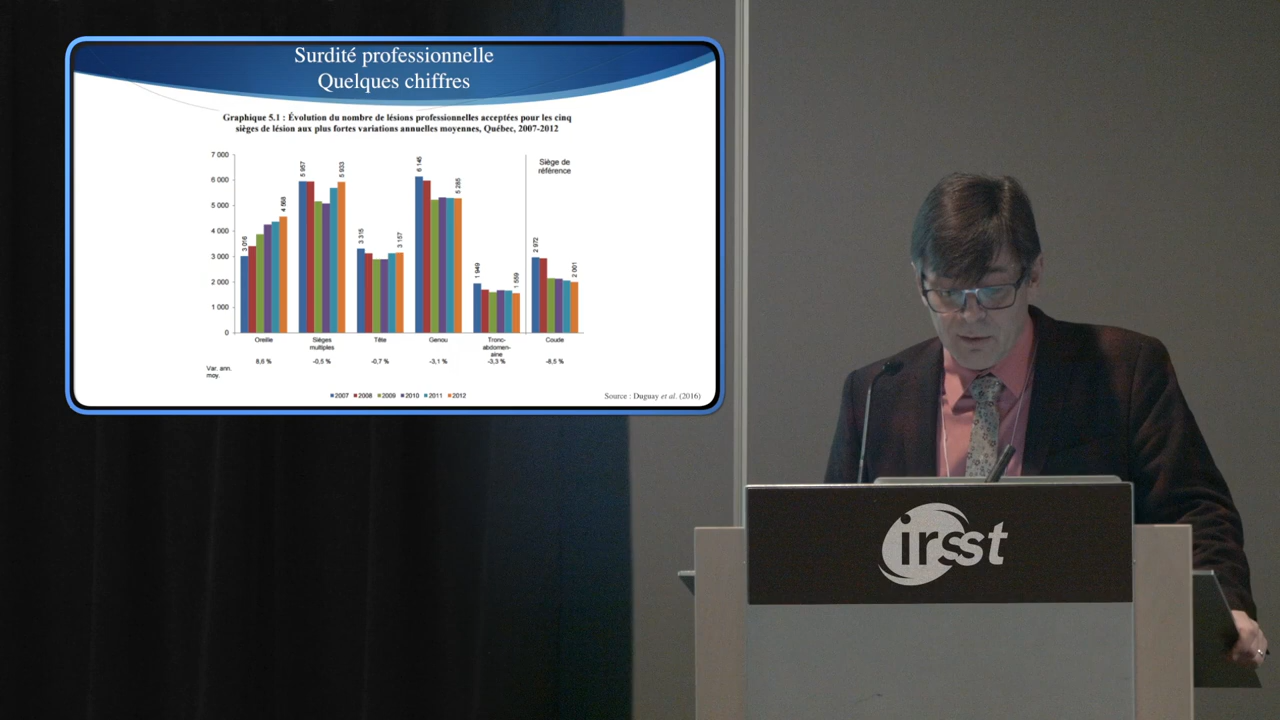 Surdité professionnelle
Quelques chiffres
Graphique 5.1 : Évolution du nombre de lésions professionnelles acceptées pour les cinq
sièges de lésion aux plus fortes variations annuelles moyennes, Québec, 2007-2012
7 000
6 000
5 000
4 000
3 000
2 000
1 000
0
3 016
4 568
5 957
5 933
3 315
3 157
6 145
5 285
1 949
1 559
2 972
2 001
Siège de
référence
Oreille
Sièges
multiples
Tête
Genou
Tronc-
abdomen-
aine
Coude
Var. ann.
moy.
8,6 %
-0,5 %
-0,7 %
-3,1 %
-3,3 %
-8,5 %
2007 2008 2009 2010 2011 2012
Source : Duguay et al. (2016)
irsst